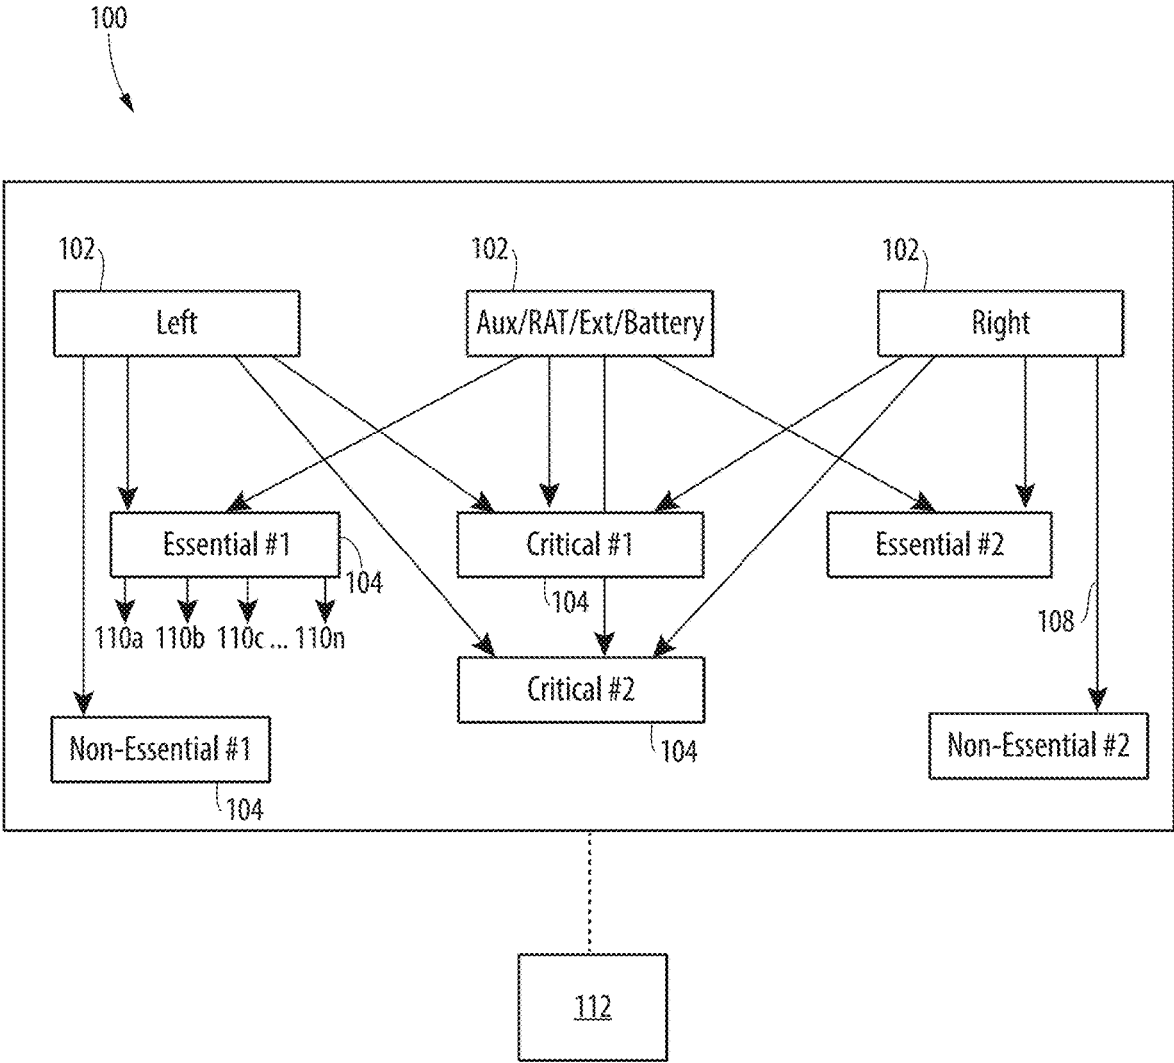 100
102 102 102
Left Aux/RAT/Ext/Battery Right
Essential #1 Critical #1 Essential #2
104 104
110a 110b 110c ... 110n 108
Critical #2
Non-Essential #1 104 Non-Essential #2
104
112